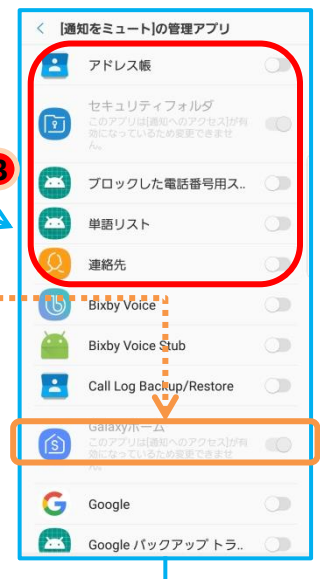 < [通知をミュート]の管理アプリ
アドレス帳
セキュリティフォルダ
このアプリは[通知へのアクセス]が有
効になっているため変更できませ
ん。
3
ブロックした電話番号用ス..
単語リスト
連絡先
Bixby Voice
Bixby Voice Stub
Call Log Backup/Restore
Galaxyホーム
このアプリは[通知へのアクセス]が有
効になっているため変更できませ
ん。
Google
Google バックアップ トラ..